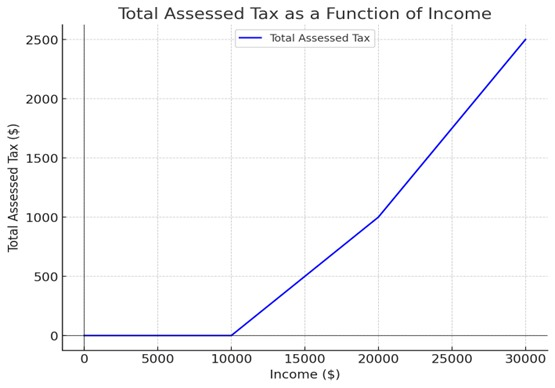 Total Assessed Tax as a Function of Income
Total Assessed Tax
2500
2000
1500
1000
500
0
Total Assessed Tax ($)
0 5000 10000 15000 20000 25000 30000
Income ($)